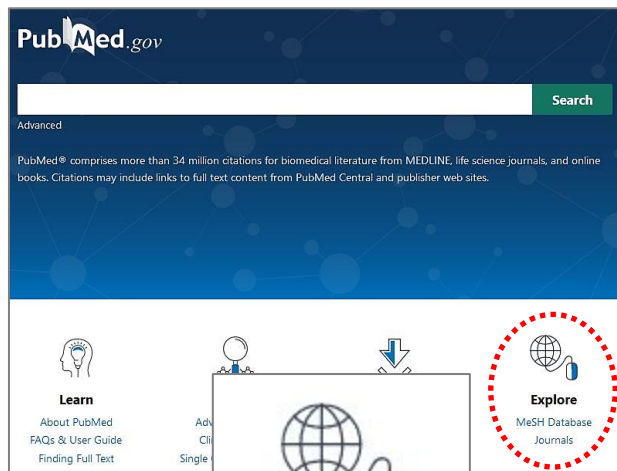 PubMed.gov
Search
Advanced
PubMed® comprises more than 34 million citations for biomedical literature from MEDLINE, life science journals, and online
books. Citations may include links to full text content from PubMed Central and publisher web sites.
Learn
Explore
About PubMed
MeSH Database
FAQs & User Guide
Journals
Finding Full Text
Single